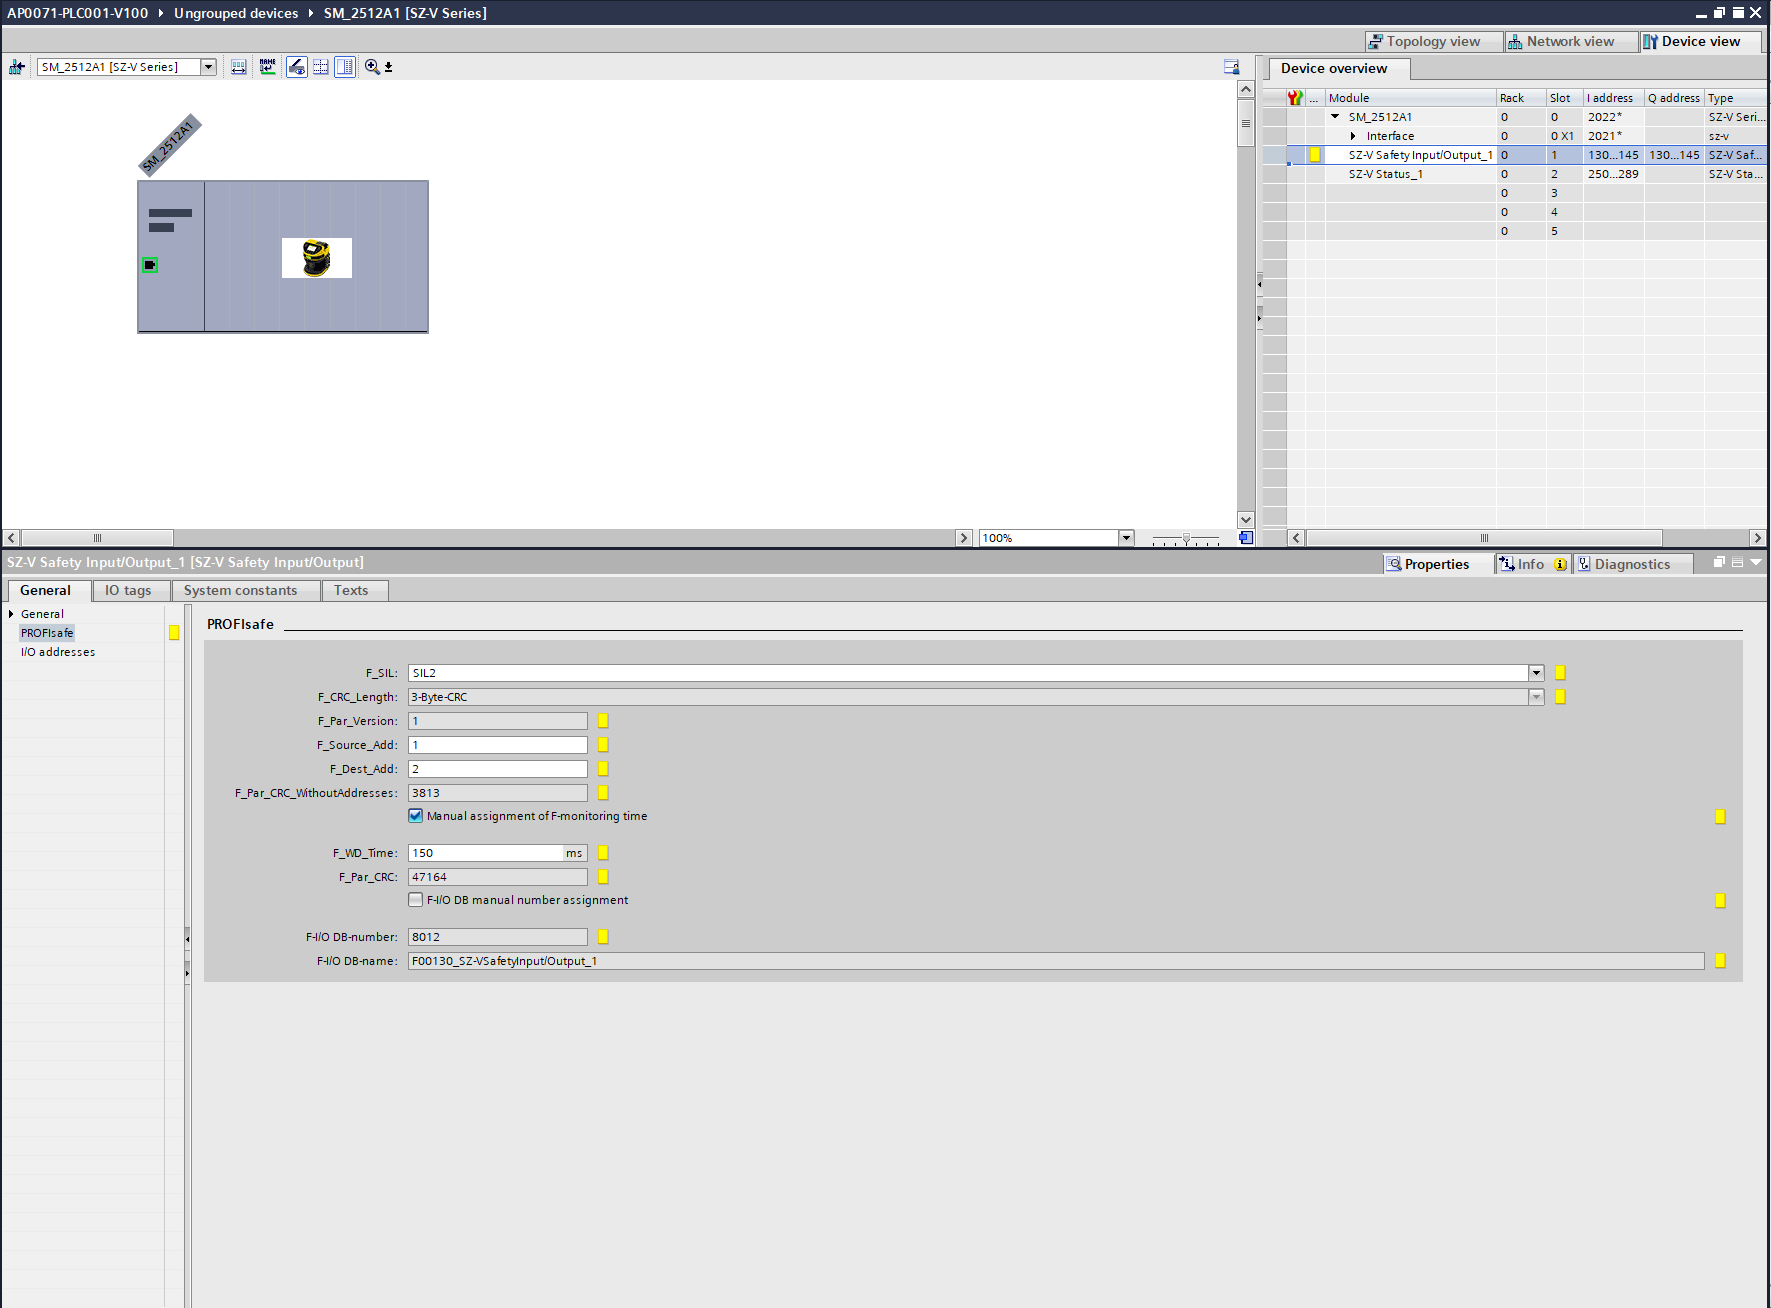 AP0071-PLC001-V100 ▸ Ungrouped devices ▸ SM_2512A1 [SZ-V Series]
Topology view
Network view
Device view
SM_2512A1 [SZ-V Series]
NAME
SM_2512A1
100%
Device overview
... Module Rack Slot I address Q address Type
SM_2512A1 0 0 2022* SZ-V Seri...
Interface 0 0 X1 2021* sz-v
SZ-V Safety Input/Output_1 0 1 130...145 130...145 SZ-V Saf...
SZ-V Status_1 0 2 250...289 SZ-V Sta...
0 3
0 4
0 5
SZ-V Safety Input/Output_1 [SZ-V Safety Input/Output]
Properties
Info
Diagnostics
General
IO tags
System constants
Texts
General
PROFIsafe
I/O addresses
PROFIsafe
F_SIL: SIL2
F_CRC_Length: 3-Byte-CRC
F_Par_Version: 1
F_Source_Add: 1
F_Dest_Add: 2
F_Par_CRC_WithoutAddresses: 3813
Manual assignment of F-monitoring time
F_WD_Time: 150 ms
F_Par_CRC: 47164
F-I/O DB manual number assignment
F-I/O DB-number: 8012
F-I/O DB-name: F00130_SZ-VSafetyInput/Output_1